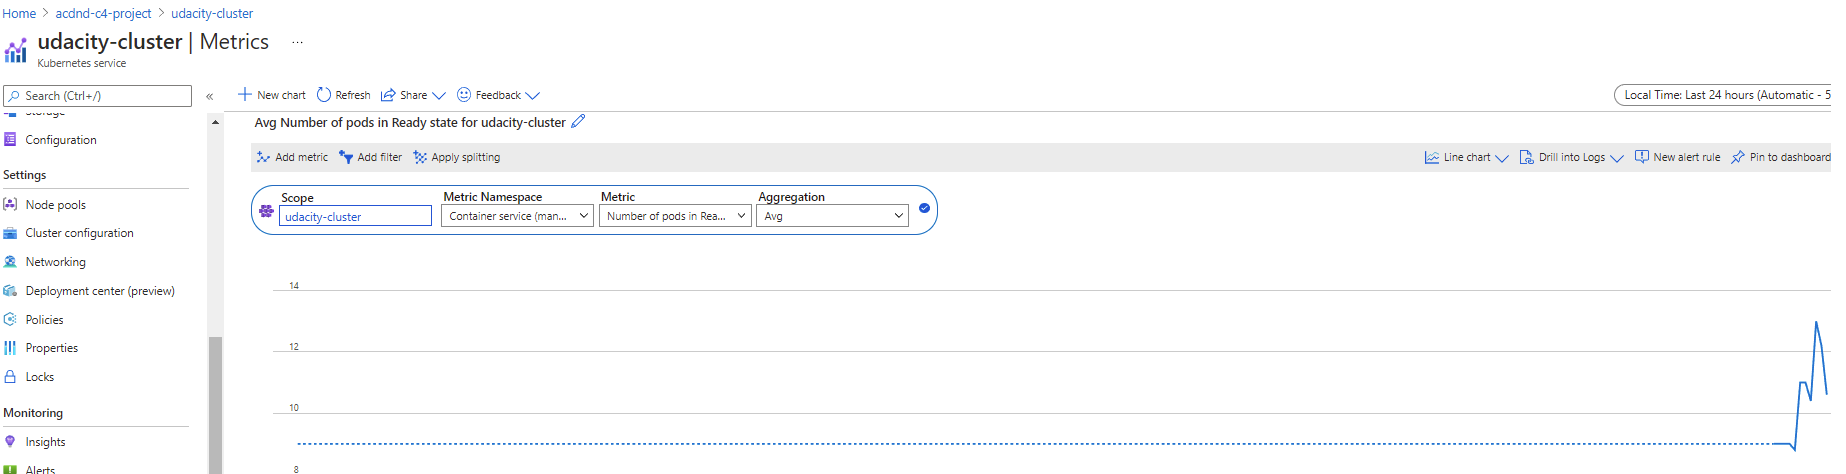 Home > acdnd-c4-project > udacity-cluster
udacity-cluster | Metrics ...
Kubernetes service
Search (Ctrl+/) «
Storage
Configuration
Settings
Node pools
Cluster configuration
Networking
Deployment center (preview)
Policies
Properties
Locks
Monitoring
Insights
Alerts
New chart Refresh Share Feedback
Local Time: Last 24 hours (Automatic - 5
Avg Number of pods in Ready state for udacity-cluster
Add metric Add filter Apply splitting
Line chart Drill into Logs New alert rule Pin to dashboard
Scope Metric Namespace Metric Aggregation
udacity-cluster Container service (man... Number of pods in Rea... Avg
14
12
10
8